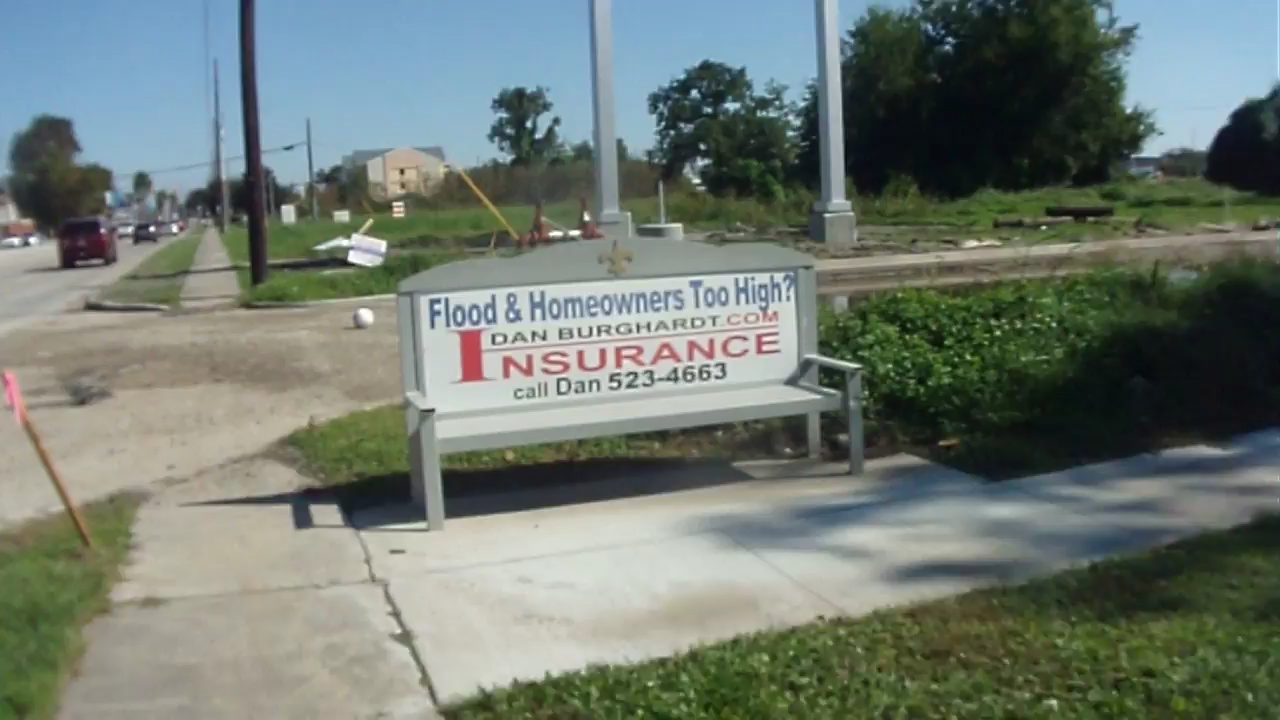 Flood & Homeowners Too High?
DAN BURGHARDT.COM
INSURANCE
call Dan 523-4663